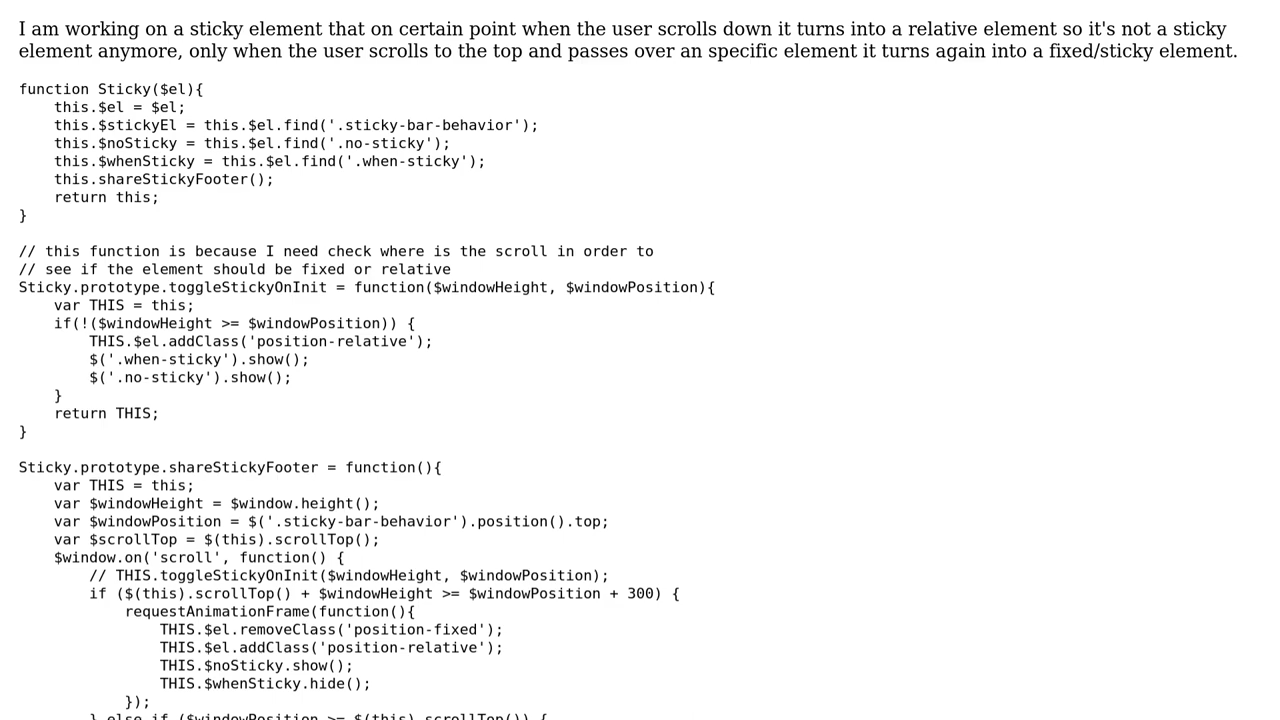 I am working on a sticky element that on certain point when the user scrolls down it turns into a relative element so it's not a sticky
element anymore, only when the user scrolls to the top and passes over an specific element it turns again into a fixed/sticky element.
function Sticky($el){
    this.$el = $el;
    this.$stickyEl = this.$el.find('.sticky-bar-behavior');
    this.$noSticky = this.$el.find('.no-sticky');
    this.$whenSticky = this.$el.find('.when-sticky');
    this.shareStickyFooter();
    return this;
}
// this function is because I need check where is the scroll in order to
// see if the element should be fixed or relative
Sticky.prototype.toggleStickyOnInit = function($windowHeight, $windowPosition){
    var THIS = this;
    if(!($windowHeight >= $windowPosition)) {
        THIS.$el.addClass('position-relative');
        $('.when-sticky').show();
        $('.no-sticky').show();
    }
    return THIS;
}
Sticky.prototype.shareStickyFooter = function(){
    var THIS = this;
    var $windowHeight = $window.height();
    var $windowPosition = $('.sticky-bar-behavior').position().top;
    var $scrollTop = $(this).scrollTop();
    $window.on('scroll', function() {
        // THIS.toggleStickyOnInit($windowHeight, $windowPosition);
        if ($(this).scrollTop() + $windowHeight >= $windowPosition + 300) {
            requestAnimationFrame(function(){
                THIS.$el.removeClass('position-fixed');
                THIS.$el.addClass('position-relative');
                THIS.$noSticky.show();
                THIS.$whenSticky.hide();
            });
        } else if ($windowPosition >= $(this).scrollTop()) {